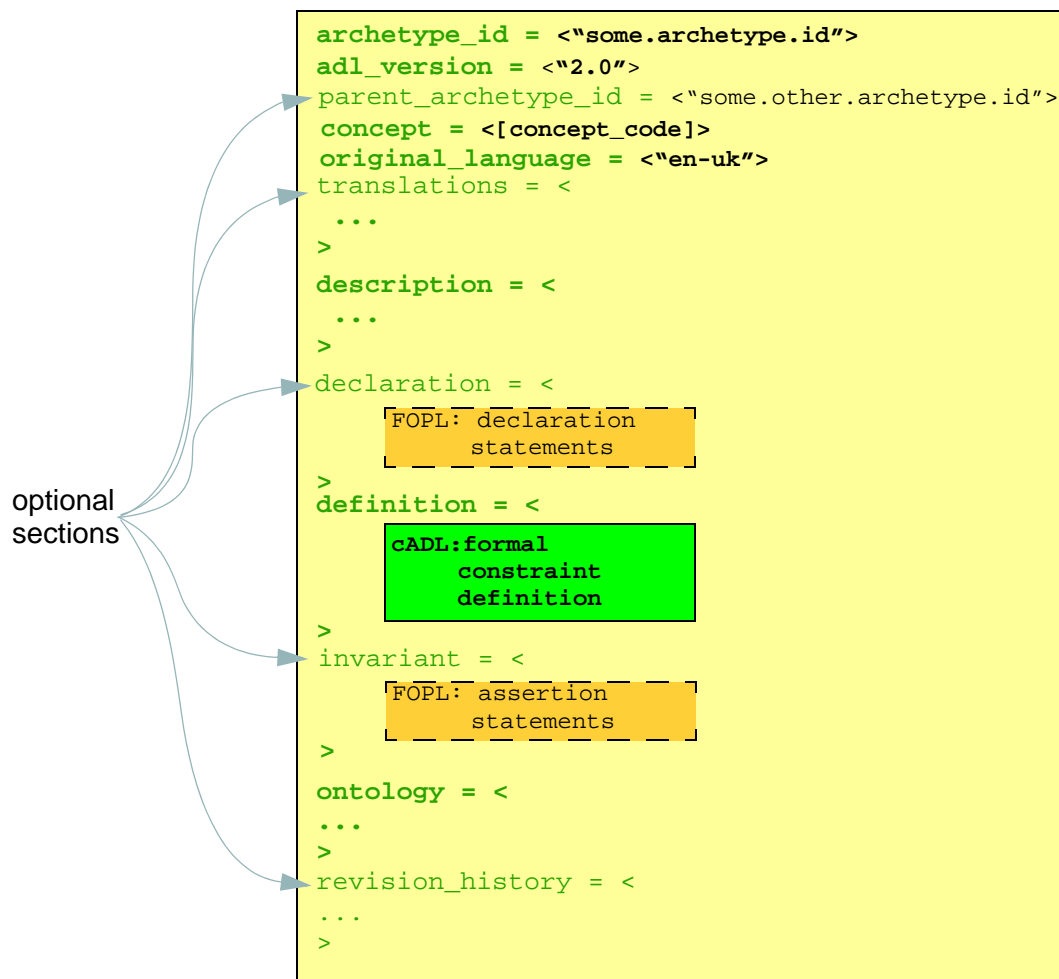 archetype_id = <“some.archetype.id”>
adl_version = <“2.0”>
parent_archetype_id = <“some.other.archetype.id”>
concept = <[concept_code]>
original_language = <“en-uk”>
translations = <
...
>
description = <
...
>
declaration = <
FOPL: declaration
statements
>
optional
sections
definition = <
cADL:formal
constraint
definition
>
invariant = <
FOPL: assertion
statements
>
ontology = <
...
>
revision_history = <
...
>